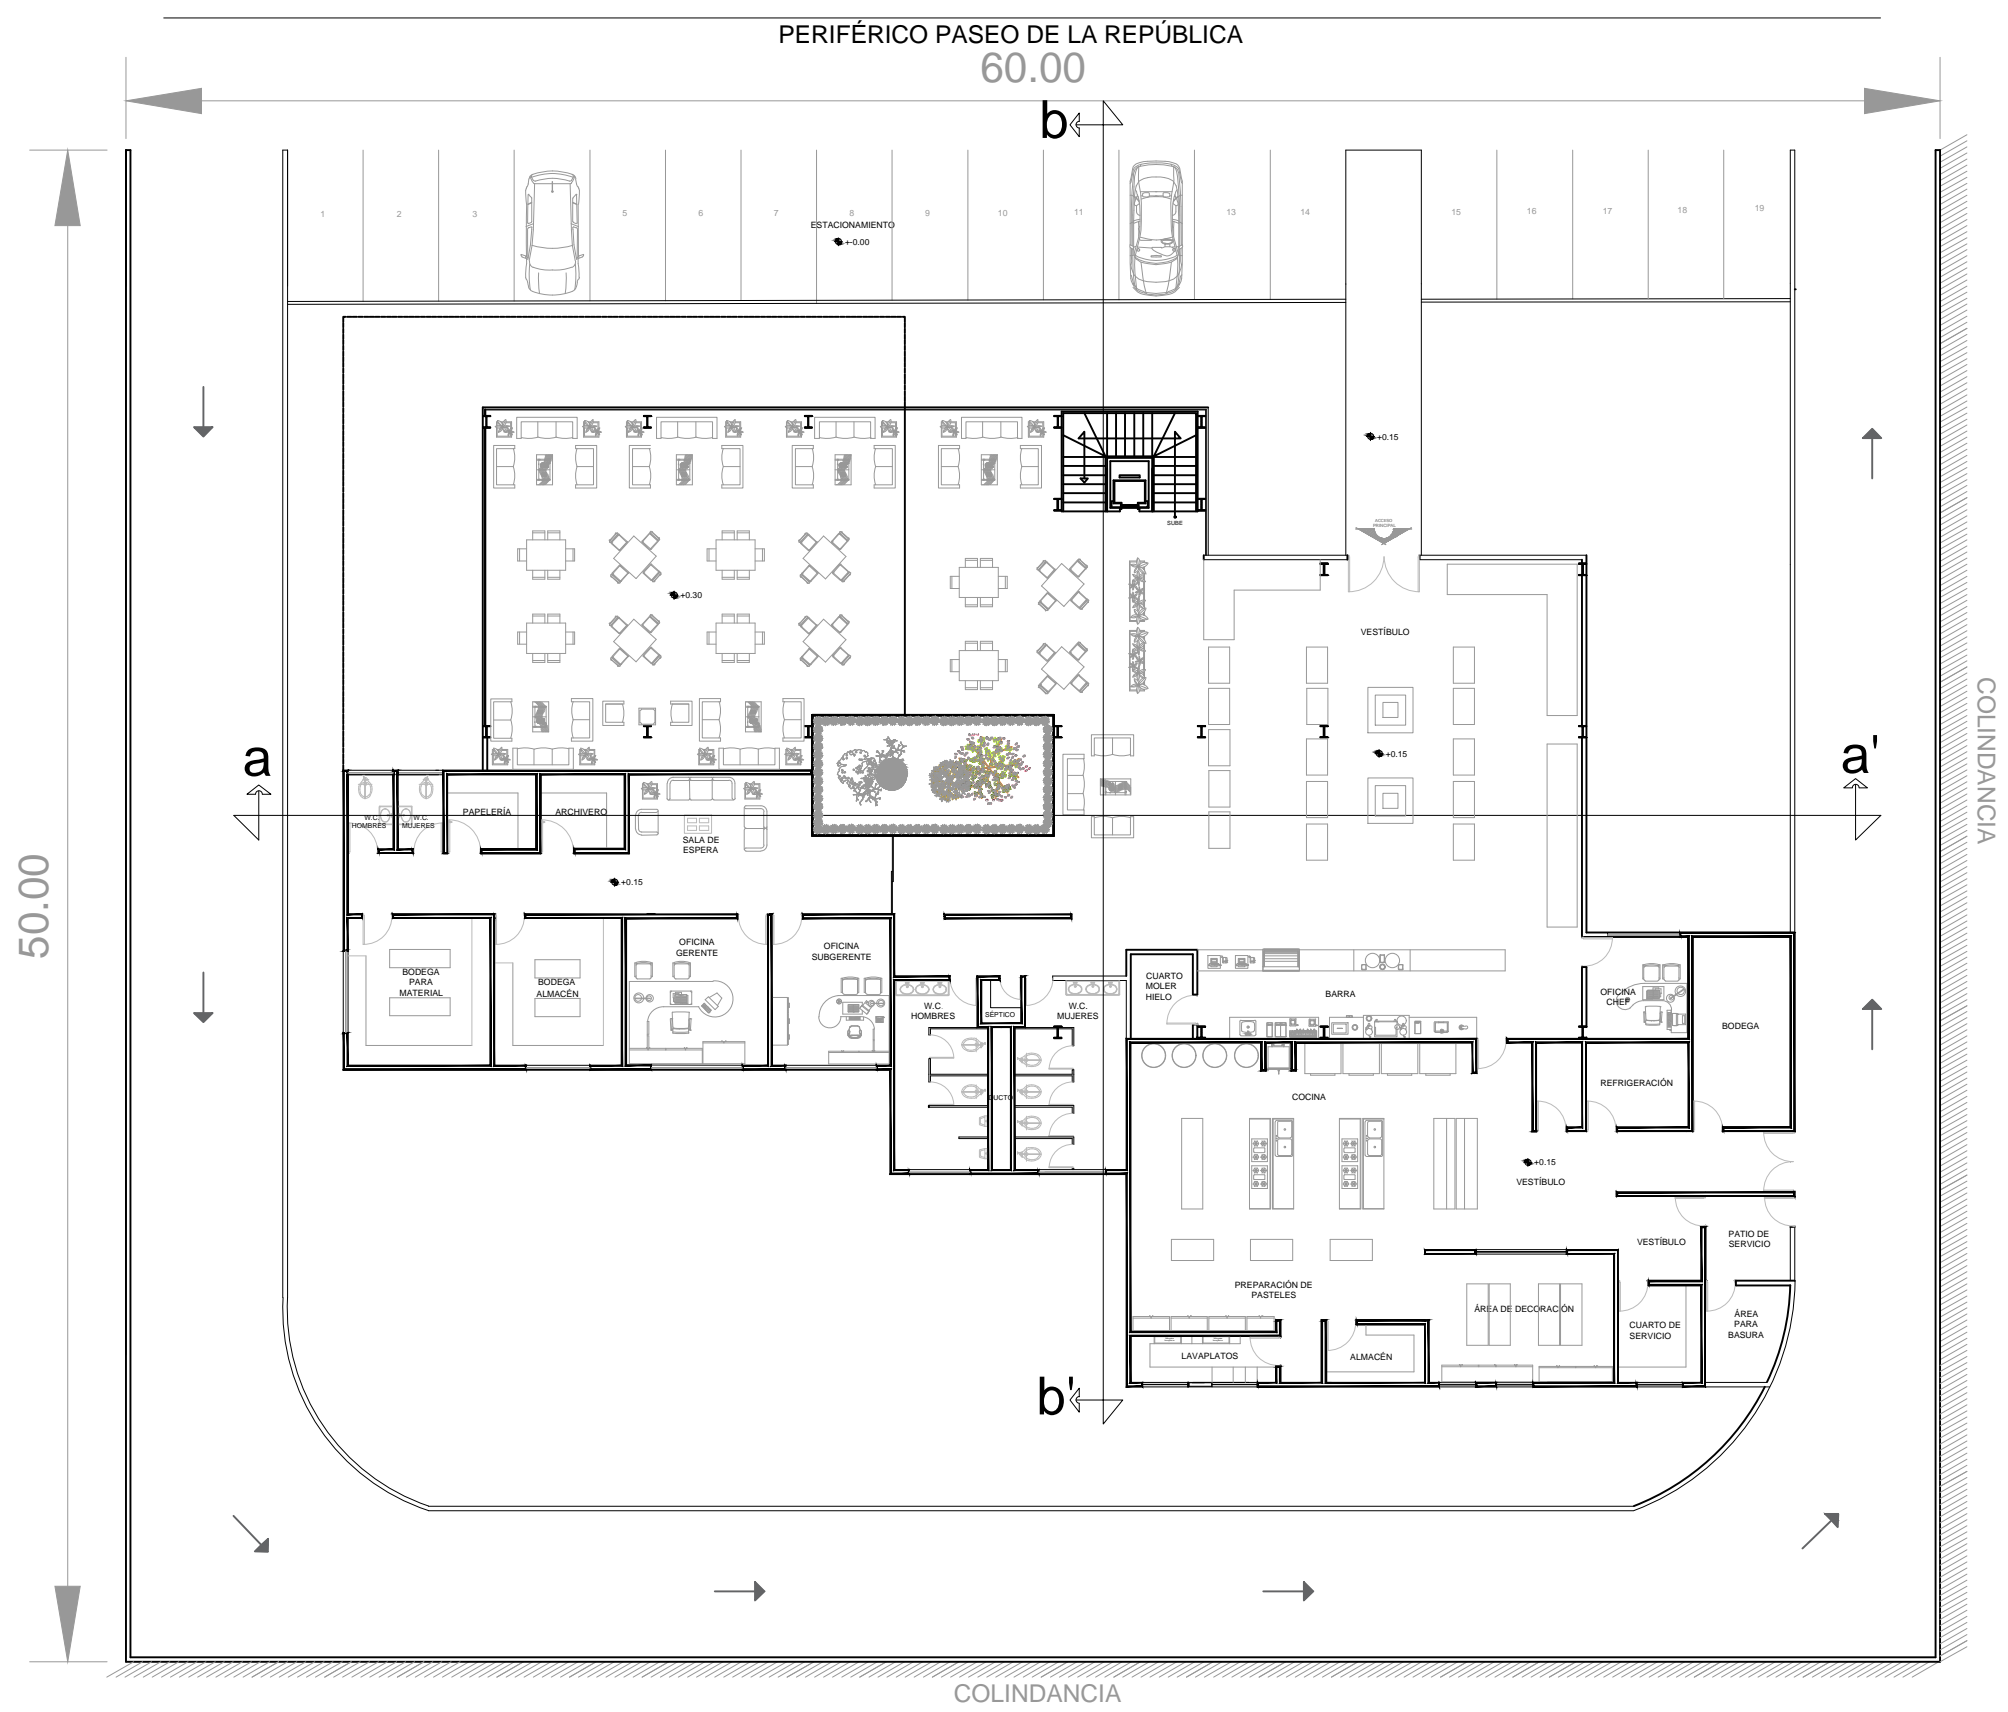 PERIFÉRICO PASEO DE LA REPÚBLICA
60.00
b
1
2
3
5
6
7
8
9
10
11
13
14
15
16
17
18
19
ESTACIONAMIENTO
+-0.00
+0.15
ACCESO
PRINCIPAL
SUBE
+0.30
VESTÍBULO
COLINDANCIA
a
a'
+0.15
W.C.
HOMBRES
W.C.
MUJERES
PAPELERÍA
ARCHIVERO
SALA DE
ESPERA
50.00
+0.15
OFICINA
GERENTE
OFICINA
SUBGERENTE
BODEGA
PARA
MATERIAL
BODEGA
ALMACÉN
W.C.
HOMBRES
SÉPTICO
W.C.
MUJERES
CUARTO
MOLER
HIELO
BARRA
OFICINA
CHEF
BODEGA
DUCTO
COCINA
REFRIGERACIÓN
+0.15
VESTÍBULO
VESTÍBULO
PATIO DE
SERVICIO
PREPARACIÓN DE
PASTELES
ÁREA DE DECORACIÓN
CUARTO DE
SERVICIO
ÁREA
PARA
BASURA
LAVAPLATOS
ALMACÉN
b'
COLINDANCIA